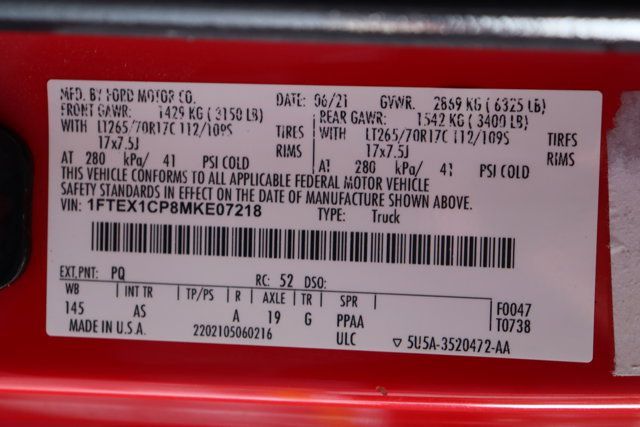 MFD. BY FORD MOTOR CO. DATE: 06/21 GVWR. 2869 KG ( 6325 LB)
FRONT GAWR: 1429 KG ( 3150 LB) REAR GAWR: 1542 KG ( 3400 LB)
WITH LT265/70R17C 112/109S TIRES WITH LT265/70R17C 112/109S TIRES
17x7.5J RIMS 17x7.5J RIMS
AT 280 kPa/ 41 PSI COLD AT 280 kPa/ 41 PSI COLD
THIS VEHICLE CONFORMS TO ALL APPLICABLE FEDERAL MOTOR VEHICLE
SAFETY STANDARDS IN EFFECT ON THE DATE OF MANUFACTURE SHOWN ABOVE.
VIN: 1FTEX1CP8MKE07218 TYPE: Truck
EXT.PNT: PQ RC: 52 DSO:
WB INT TR TP/PS R AXLE TR SPR F0047
145 AS A 19 G PPAA T0738
MADE IN U.S.A. 2202105060216 ULC ▽ 5U5A-3520472-AA